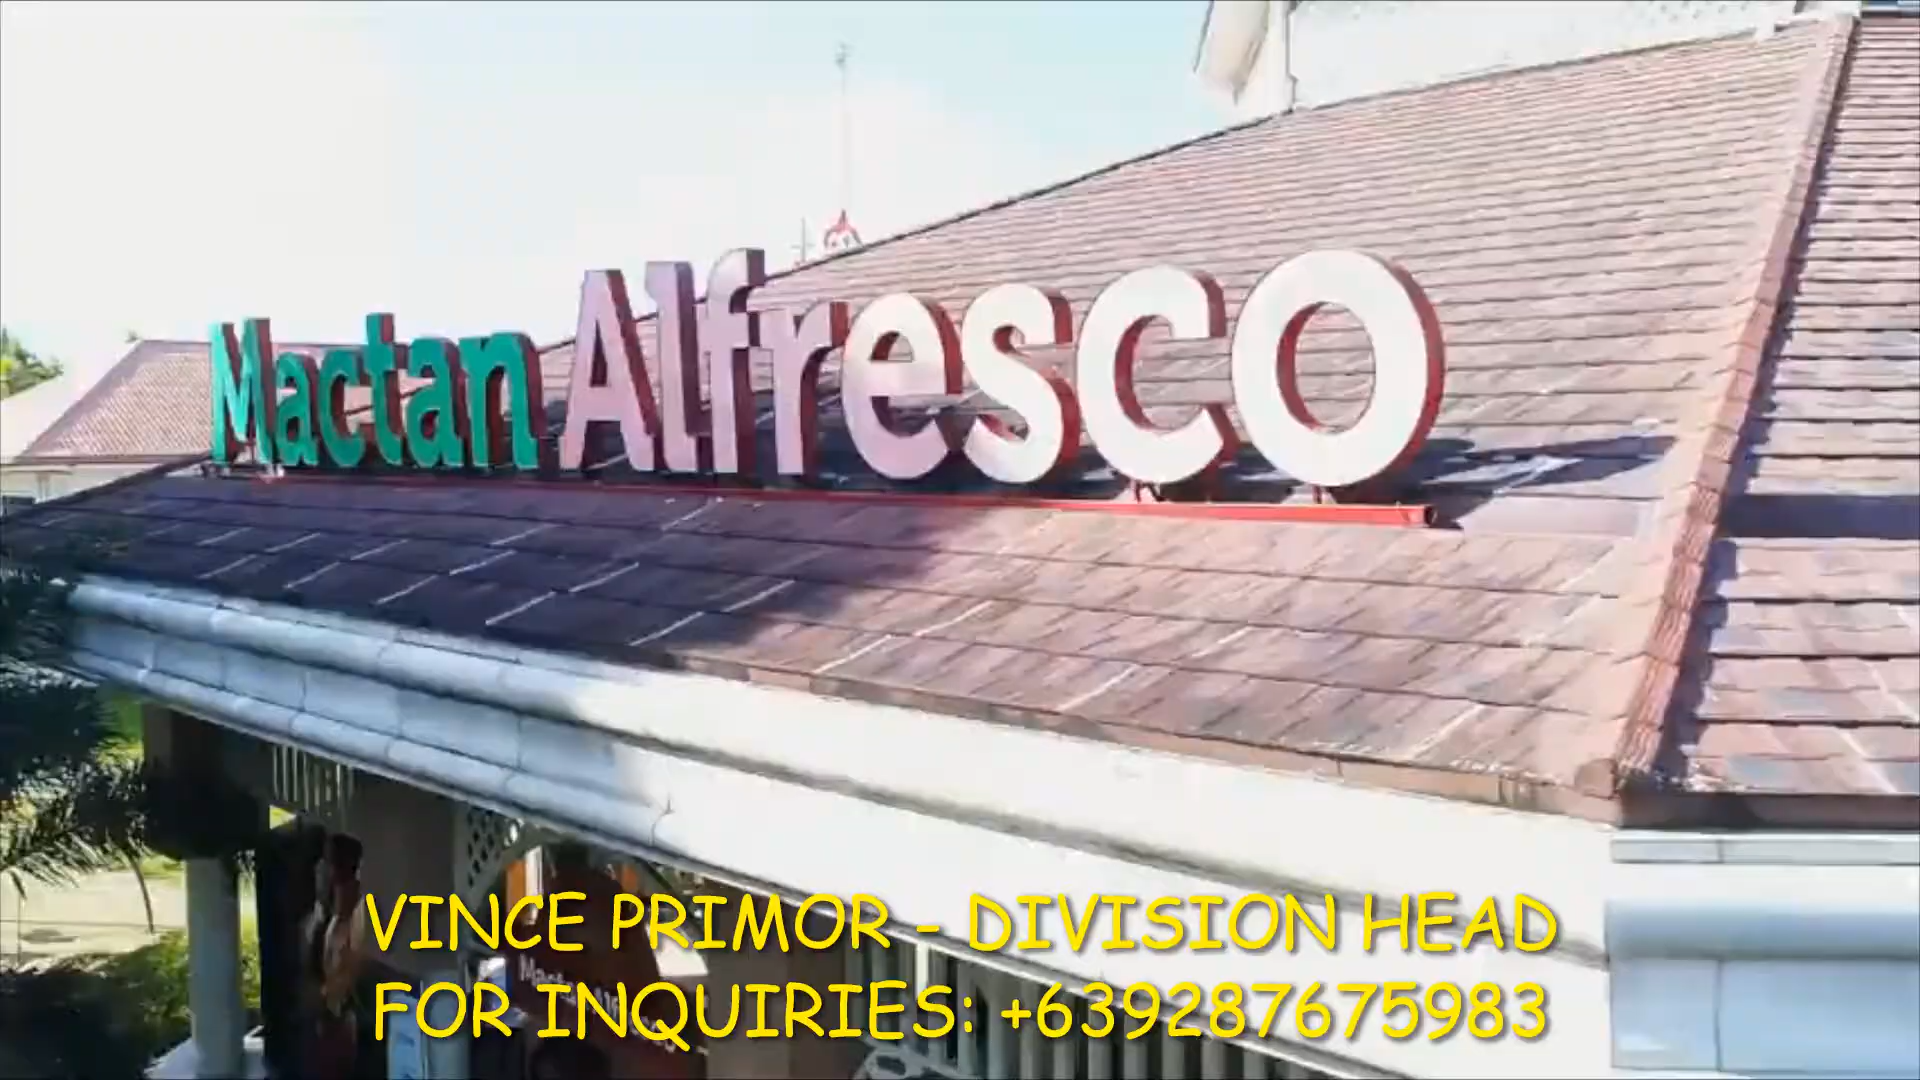 Mactan Alfresco
VINCE PRIMOR - DIVISION HEAD
FOR INQUIRIES: +639287675983